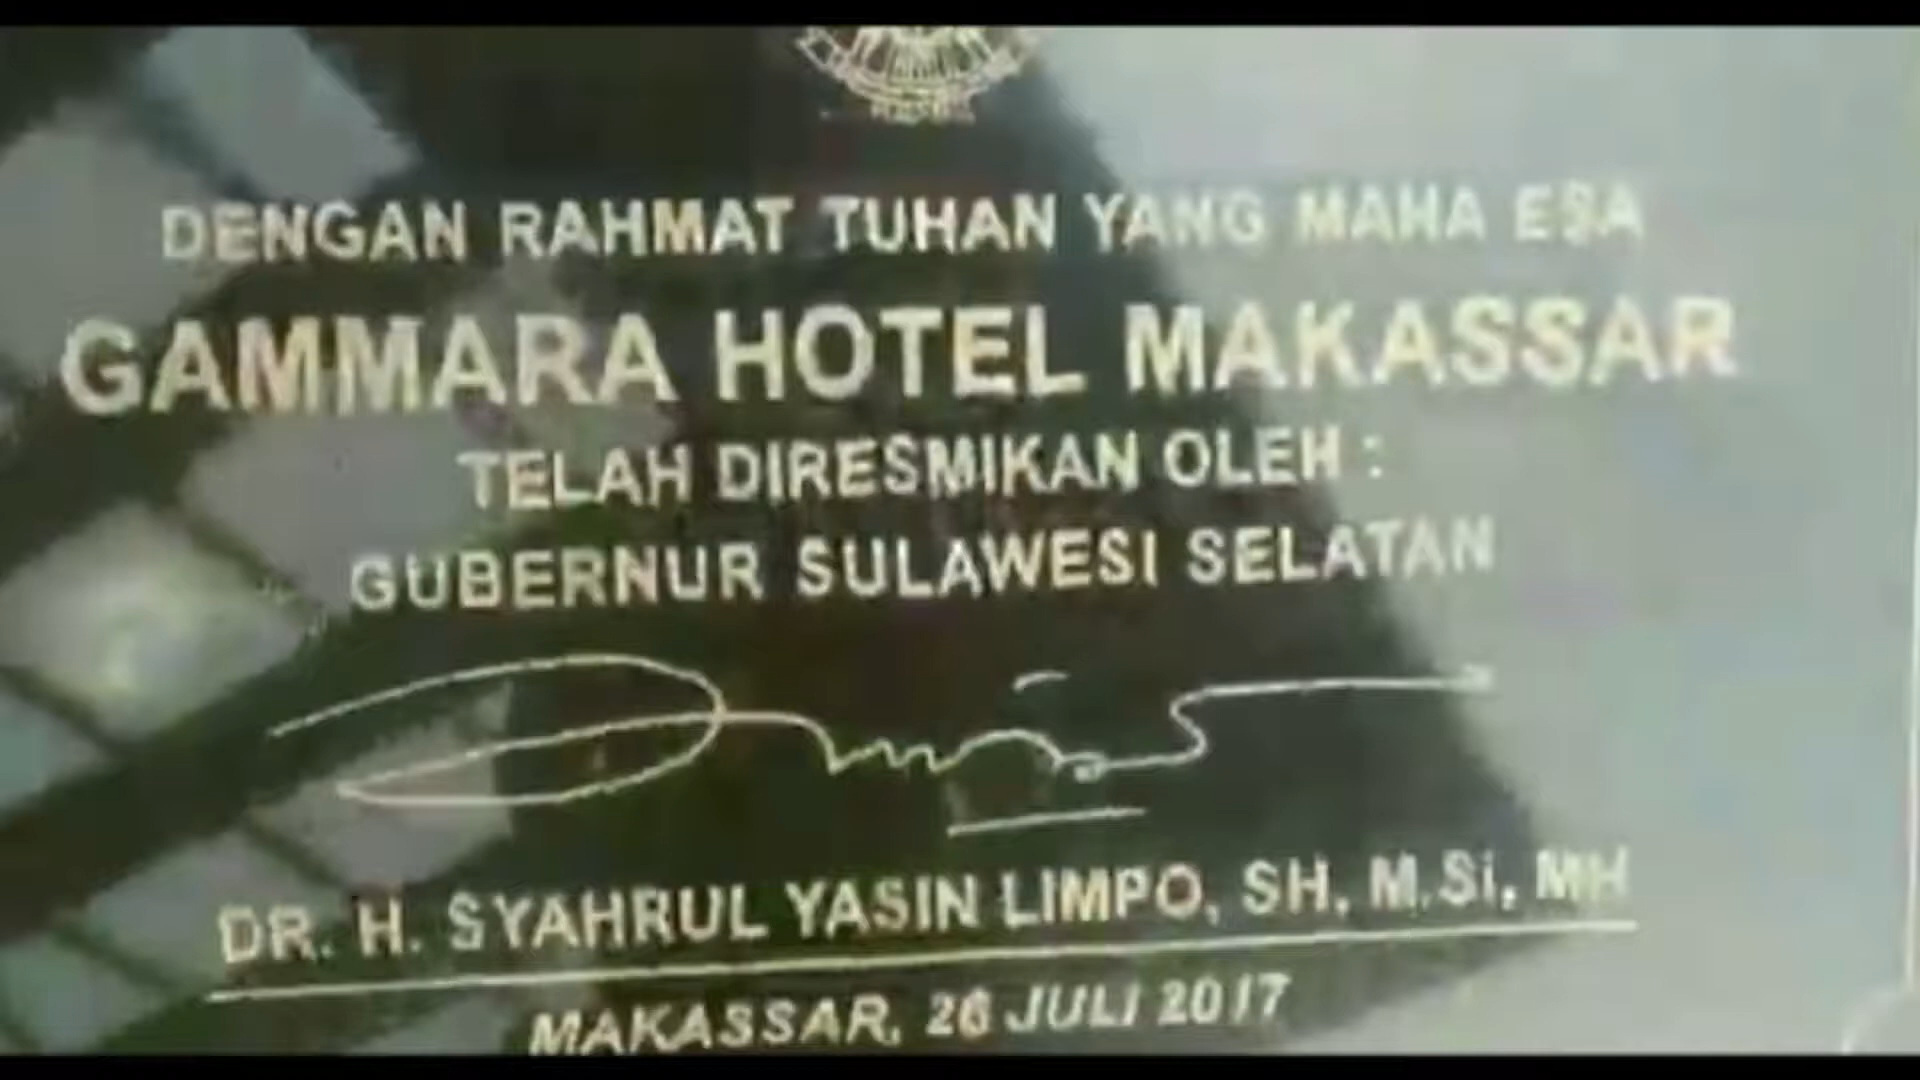 DENGAN RAHMAT TUHAN YANG MAHA ESA
GAMMARA HOTEL MAKASSAR
TELAH DIRESMIKAN OLEH :
GUBERNUR SULAWESI SELATAN
DR. H. SYAHRUL YASIN LIMPO, SH, M.Si, MH
MAKASSAR, 26 JULI 2017